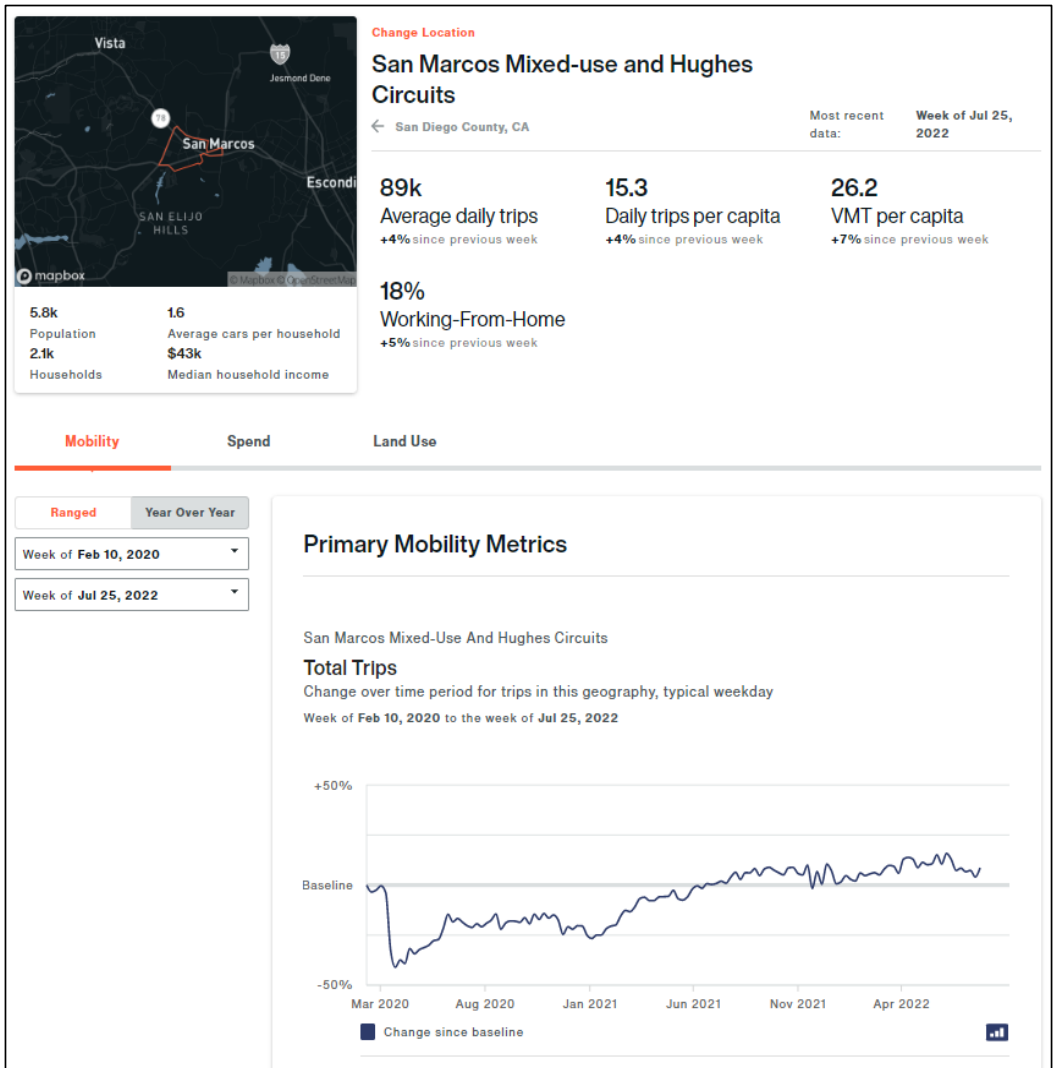 Vista
15
Jesmond Dene
78
San Marcos
Escondi
SAN ELIJO
HILLS
mapbox
© Mapbox © OpenStreetMap
5.8k
Population
1.6
Average cars per household
2.1k
Households
$43k
Median household income
Change Location
San Marcos Mixed-use and Hughes
Circuits
← San Diego County, CA
Most recent
data:
Week of Jul 25,
2022
89k
Average daily trips
+4% since previous week
15.3
Daily trips per capita
+4% since previous week
26.2
VMT per capita
+7% since previous week
18%
Working-From-Home
+5% since previous week
Mobility
Spend
Land Use
Ranged
Year Over Year
Week of Feb 10, 2020
Week of Jul 25, 2022
Primary Mobility Metrics
San Marcos Mixed-Use And Hughes Circuits
Total Trips
Change over time period for trips in this geography, typical weekday
Week of Feb 10, 2020 to the week of Jul 25, 2022
+50%
Baseline
-50%
Mar 2020
Aug 2020
Jan 2021
Jun 2021
Nov 2021
Apr 2022
Change since baseline